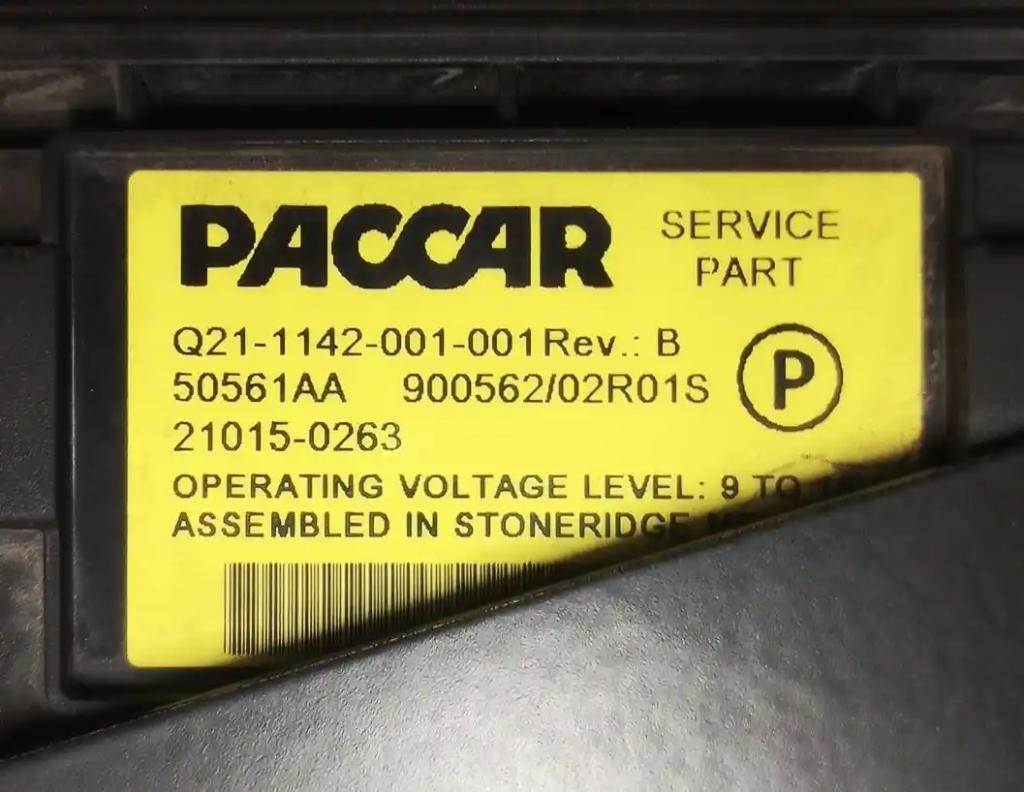 PACCAR
SERVICE
PART
Q21-1142-001-001 Rev.: B
50561AA 900562/02R01S
P
21015-0263
OPERATING VOLTAGE LEVEL: 9 TO
ASSEMBLED IN STONERIDGE